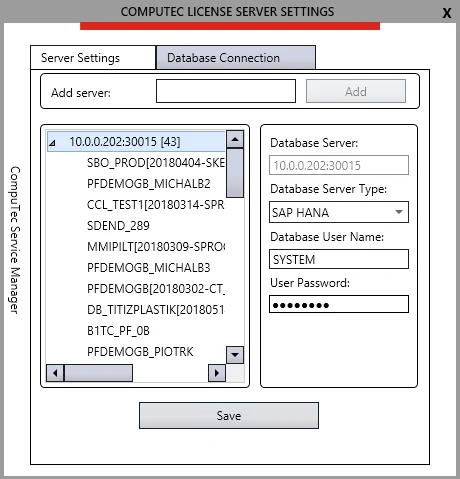 COMPUTEC LICENSE SERVER SETTINGS
X
Server Settings
Database Connection
Add server:
Add
10.0.0.202:30015 [43]
SBO_PROD[20180404-SKE
PFDEMOGB_MICHALB2
CCL_TEST1[20180314-SPR
SDEND_289
MMIPILT[20180309-SPRO
PFDEMOGB_MICHALB3
PFDEMOGB[20180302-CT_
DB_TITIZPLASTIK[2018051
B1TC_PF_0B
PFDEMOGB_PIOTRK
Database Server:
10.0.0.202:30015
Database Server Type:
SAP HANA
Database User Name:
SYSTEM
User Password:
●●●●●●●●
Save
CompuTec Service Manager